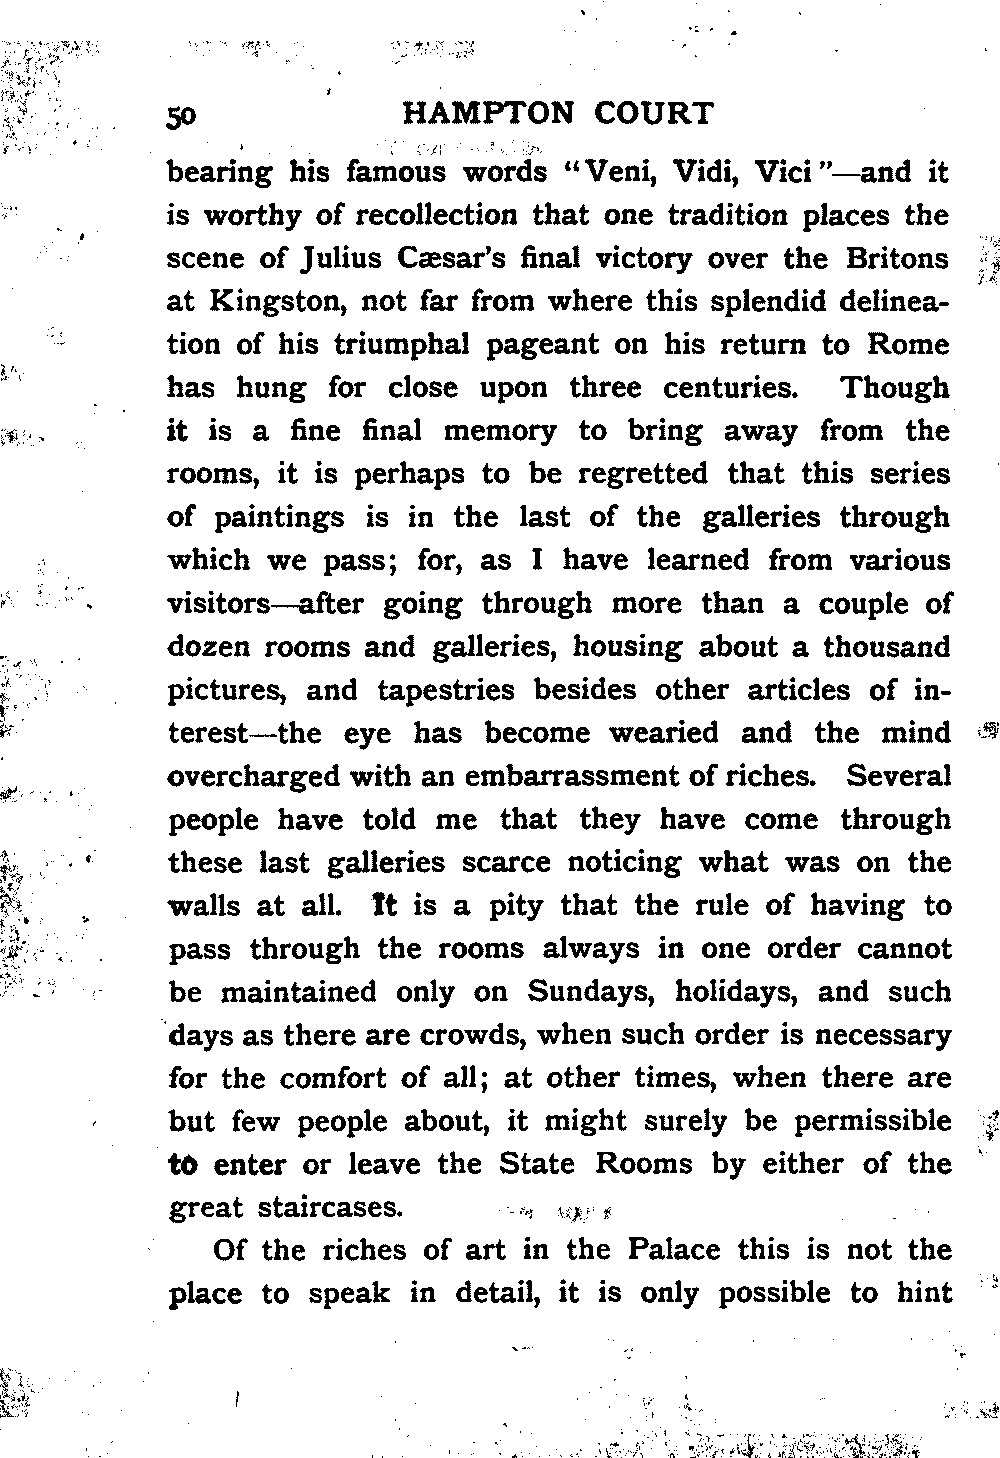 50 HAMPTON COURT
bearing his famous words “Veni, Vidi, Vici”—and it
is worthy of recollection that one tradition places the
scene of Julius Cæsar’s final victory over the Britons
at Kingston, not far from where this splendid delinea-
tion of his triumphal pageant on his return to Rome
has hung for close upon three centuries. Though
it is a fine final memory to bring away from the
rooms, it is perhaps to be regretted that this series
of paintings is in the last of the galleries through
which we pass; for, as I have learned from various
visitors—after going through more than a couple of
dozen rooms and galleries, housing about a thousand
pictures, and tapestries besides other articles of in-
terest—the eye has become wearied and the mind
overcharged with an embarrassment of riches. Several
people have told me that they have come through
these last galleries scarce noticing what was on the
walls at all. It is a pity that the rule of having to
pass through the rooms always in one order cannot
be maintained only on Sundays, holidays, and such
days as there are crowds, when such order is necessary
for the comfort of all; at other times, when there are
but few people about, it might surely be permissible
to enter or leave the State Rooms by either of the
great staircases.
Of the riches of art in the Palace this is not the
place to speak in detail, it is only possible to hint